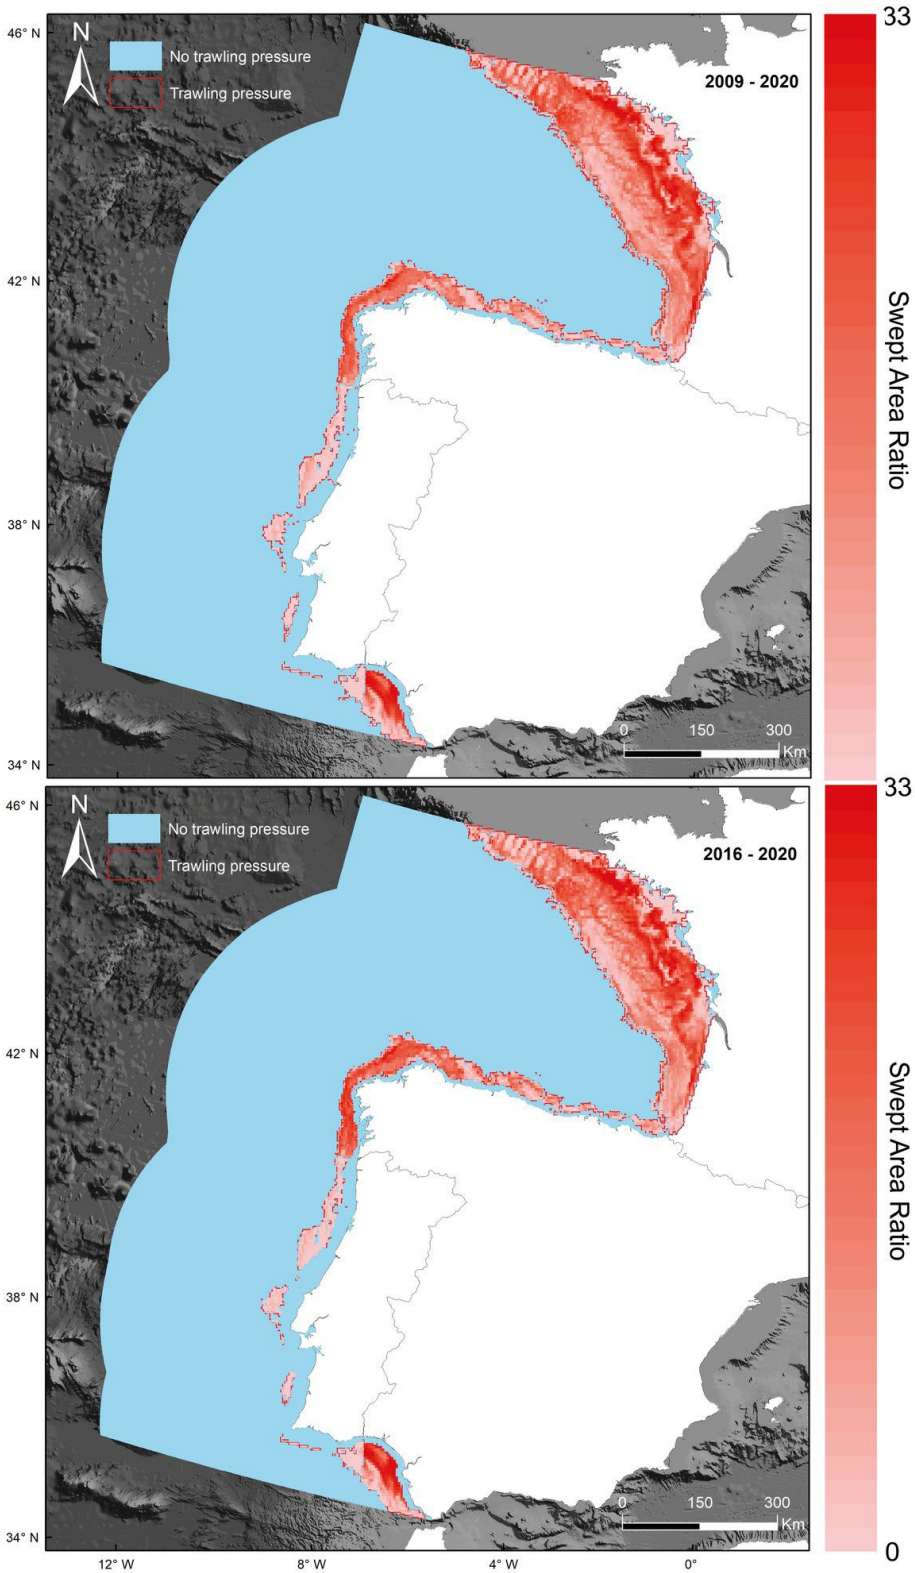 33
46° N
N
No trawling pressure
Trawling pressure
2009 - 2020
42° N
Swept Area Ratio
38° N
0 150 300
Km
34° N
33
46° N
N
No trawling pressure
Trawling pressure
2016 - 2020
42° N
Swept Area Ratio
38° N
0 150 300
Km
34° N
0
12° W 8° W 4° W 0°